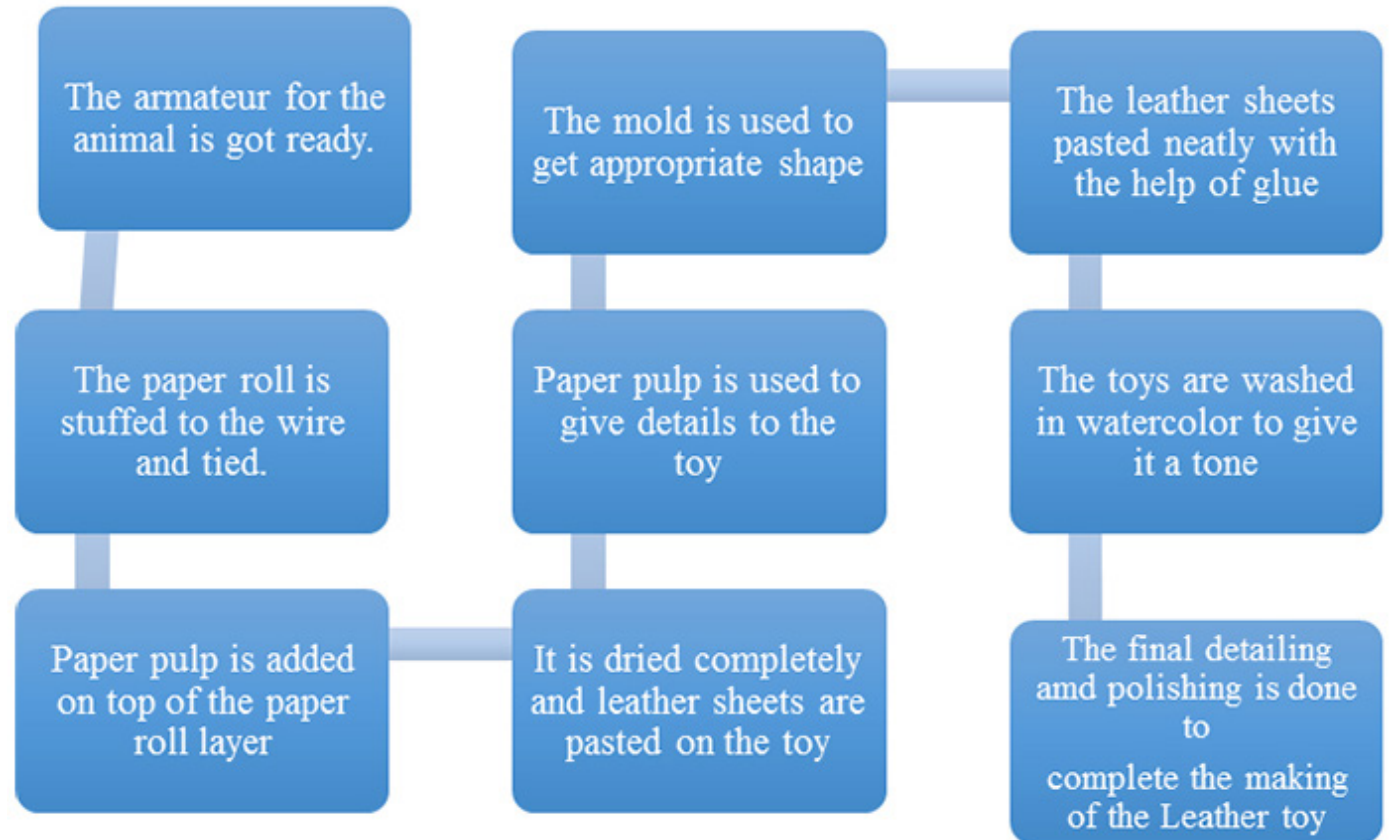 The armateur for the
animal is got ready.
The paper roll is
stuffed to the wire
and tied.
Paper pulp is added
on top of the paper
roll layer
It is dried completely
and leather sheets are
pasted on the toy
Paper pulp is used to
give details to the
toy
The mold is used to
get appropriate shape
The leather sheets
pasted neatly with
the help of glue
The toys are washed
in watercolor to give
it a tone
The final detailing
amd polishing is done
to
complete the making
of the Leather toy